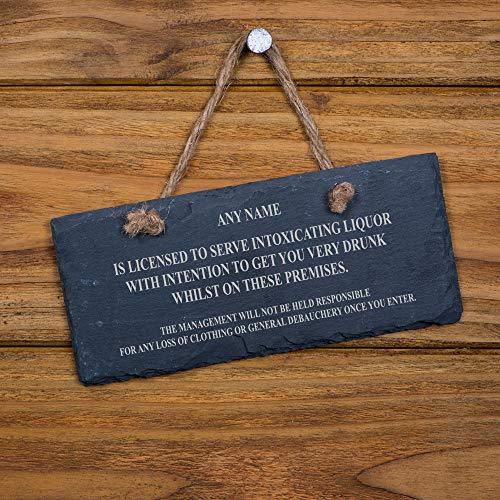 ANY NAME
IS LICENSED TO SERVE INTOXICATING LIQUOR
WITH INTENTION TO GET YOU VERY DRUNK
WHILST ON THESE PREMISES.
THE MANAGEMENT WILL NOT BE HELD RESPONSIBLE
FOR ANY LOSS OF CLOTHING OR GENERAL DEBAUCHERY ONCE YOU ENTER.